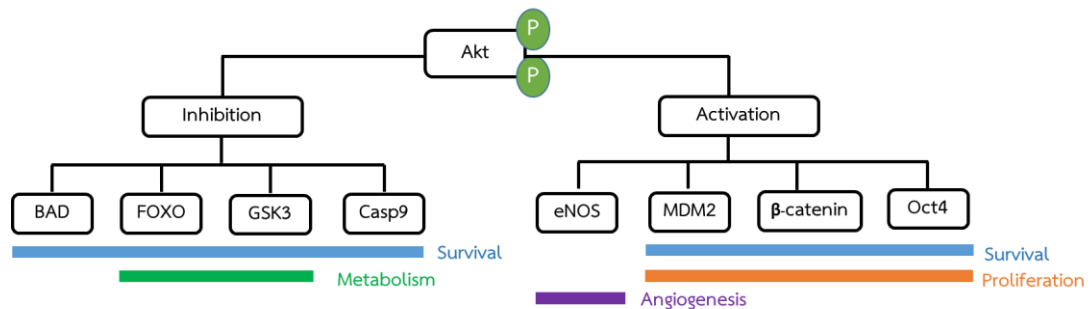 P
Akt
P
Inhibition
Activation
BAD
FOXO
GSK3
Casp9
eNOS
MDM2
β-catenin
Oct4
Survival
Metabolism
Survival
Proliferation
Angiogenesis